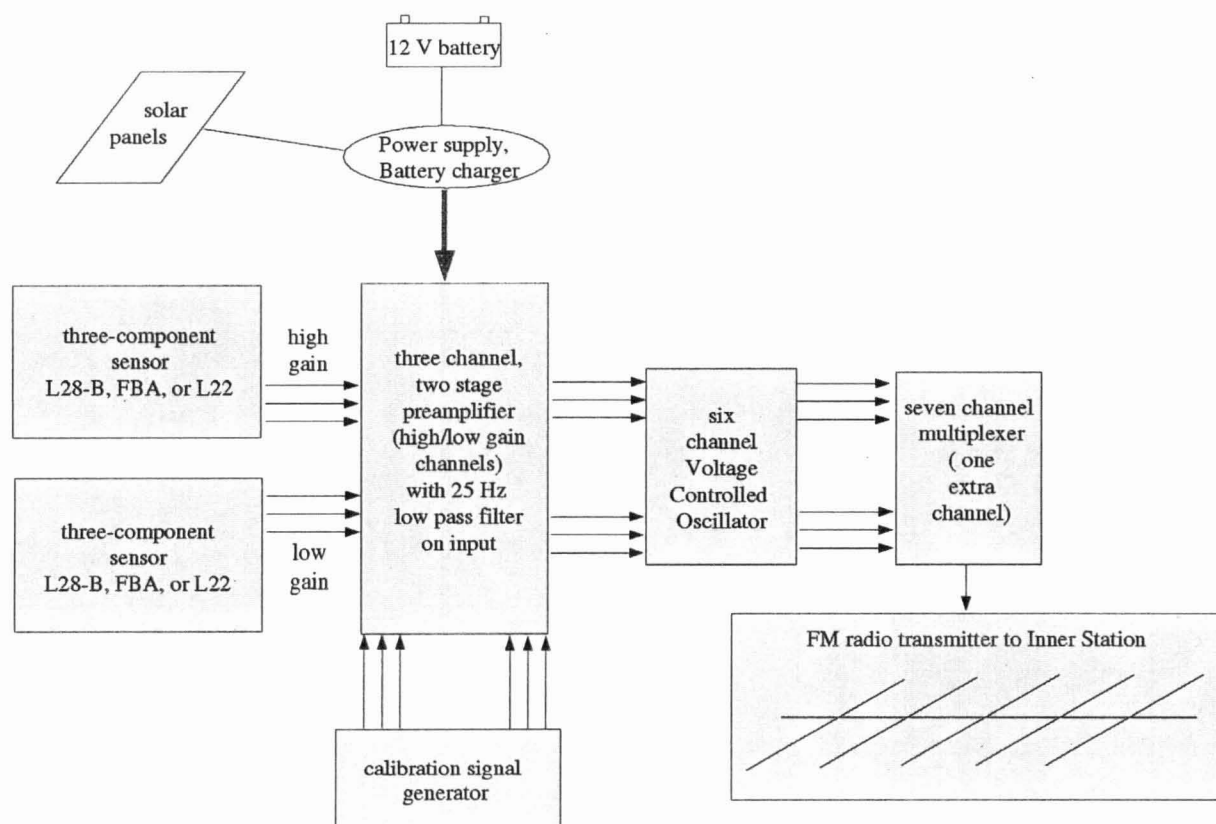 12 V battery
solar
panels
Power supply,
Battery charger
three-component
sensor
L28-B, FBA, or L22
high
gain
three channel,
two stage
preamplifier
(high/low gain
channels)
with 25 Hz
low pass filter
on input
six
channel
Voltage
Controlled
Oscillator
seven channel
multiplexer
( one
extra
channel)
three-component
sensor
L28-B, FBA, or L22
low
gain
FM radio transmitter to Inner Station
calibration signal
generator